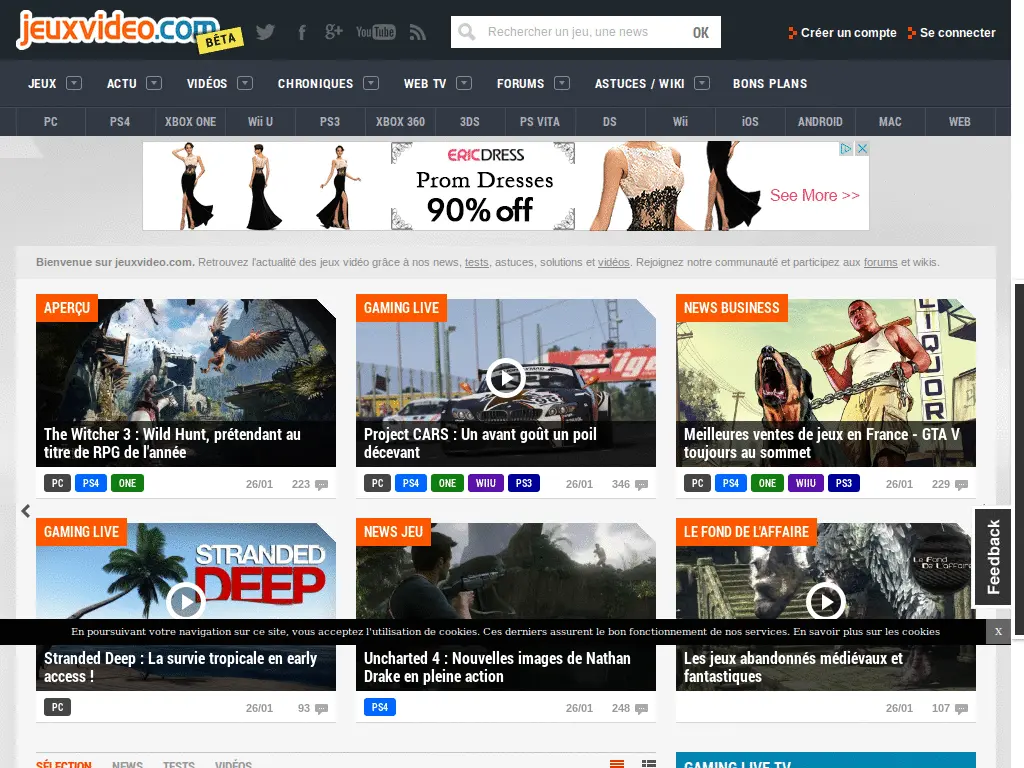 jeuxvideo.com
BÊTA
You Tube
Rechercher un jeu, une news
OK
Créer un compte
Se connecter
JEUX
ACTU
VIDÉOS
CHRONIQUES
WEB TV
FORUMS
ASTUCES / WIKI
BONS PLANS
PC
PS4
XBOX ONE
Wii U
PS3
XBOX 360
3DS
PS VITA
DS
Wii
iOS
ANDROID
MAC
WEB
ERICDRESS
Prom Dresses
90% off
See More >>
Bienvenue sur jeuxvideo.com. Retrouvez l'actualité des jeux vidéo grâce à nos news, tests, astuces, solutions et vidéos. Rejoignez notre communauté et participez aux forums et wikis.
APERÇU
The Witcher 3 : Wild Hunt, prétendant au
titre de RPG de l'année
PC PS4 ONE 26/01 223
GAMING LIVE
Project CARS : Un avant goût un poil
décevant
PC PS4 ONE WIIU PS3 26/01 346
NEWS BUSINESS
LIQUOR
Meilleures ventes de jeux en France - GTA V
toujours au sommet
PC PS4 ONE WIIU PS3 26/01 229
GAMING LIVE
STRANDED
DEEP
Stranded Deep : La survie tropicale en early
access !
PC 26/01 93
NEWS JEU
Uncharted 4 : Nouvelles images de Nathan
Drake en pleine action
PS4 26/01 248
LE FOND DE L'AFFAIRE
Le Fond
De L'affaire
Les jeux abandonnés médiévaux et
fantastiques
26/01 107
Feedback
En poursuivant votre navigation sur ce site, vous acceptez l'utilisation de cookies. Ces derniers assurent le bon fonctionnement de nos services. En savoir plus sur les cookies
X
SÉLECTION
NEWS
TESTS
VIDÉOS
GAMING LIVE TV